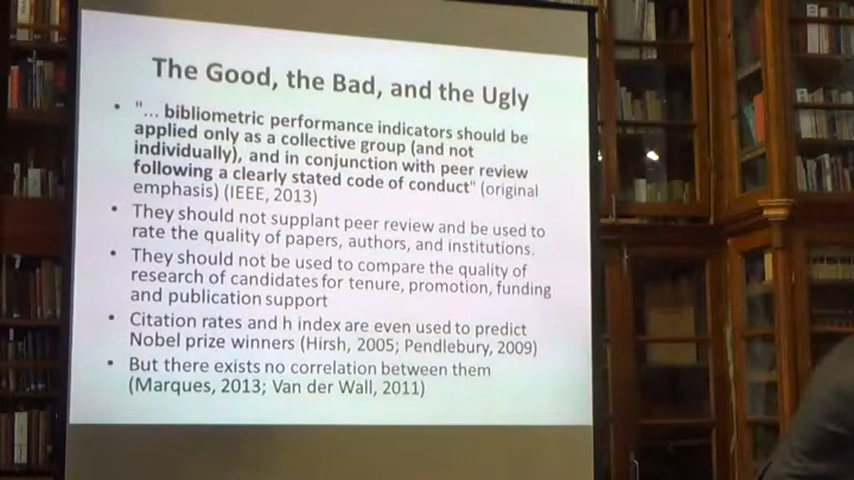 The Good, the Bad, and the Ugly
• "... bibliometric performance indicators should be
applied only as a collective group (and not
individually), and in conjunction with peer review
following a clearly stated code of conduct" (original
emphasis) (IEEE, 2013)
• They should not supplant peer review and be used to
rate the quality of papers, authors, and institutions.
• They should not be used to compare the quality of
research of candidates for tenure, promotion, funding
and publication support
• Citation rates and h index are even used to predict
Nobel prize winners (Hirsh, 2005; Pendlebury, 2009)
• But there exists no correlation between them
(Marques, 2013; Van der Wall, 2011)